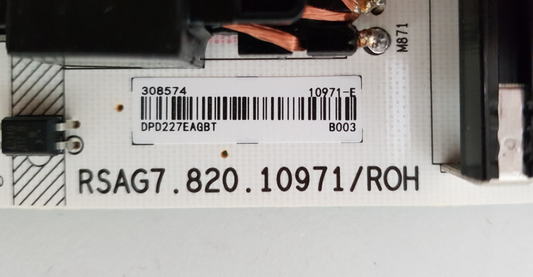 M871
308574 10971-E
DPD227EAGBT B003
RSAG7.820.10971/ROH